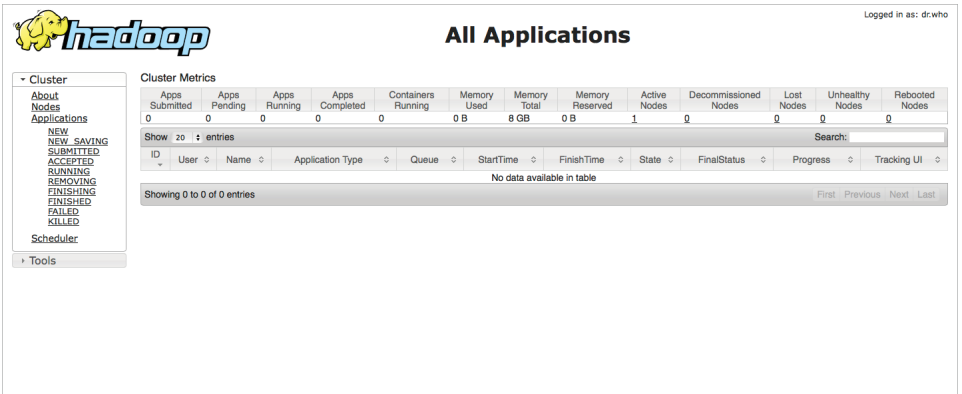 Logged in as: dr.who
hadoop
All Applications
Cluster
About
Nodes
Applications
NEW
NEW_SAVING
SUBMITTED
ACCEPTED
RUNNING
REMOVING
FINISHING
FINISHED
FAILED
KILLED
Scheduler
Tools
Cluster Metrics
Apps Submitted Apps Pending Apps Running Apps Completed Containers Running Memory Used Memory Total Memory Reserved Active Nodes Decommissioned Nodes Lost Nodes Unhealthy Nodes Rebooted Nodes
0 0 0 0 0 0 B 8 GB 0 B 1 0 0 0 0
Show 20 entries Search:
ID User Name Application Type Queue StartTime FinishTime State FinalStatus Progress Tracking UI
No data available in table
Showing 0 to 0 of 0 entries First Previous Next Last